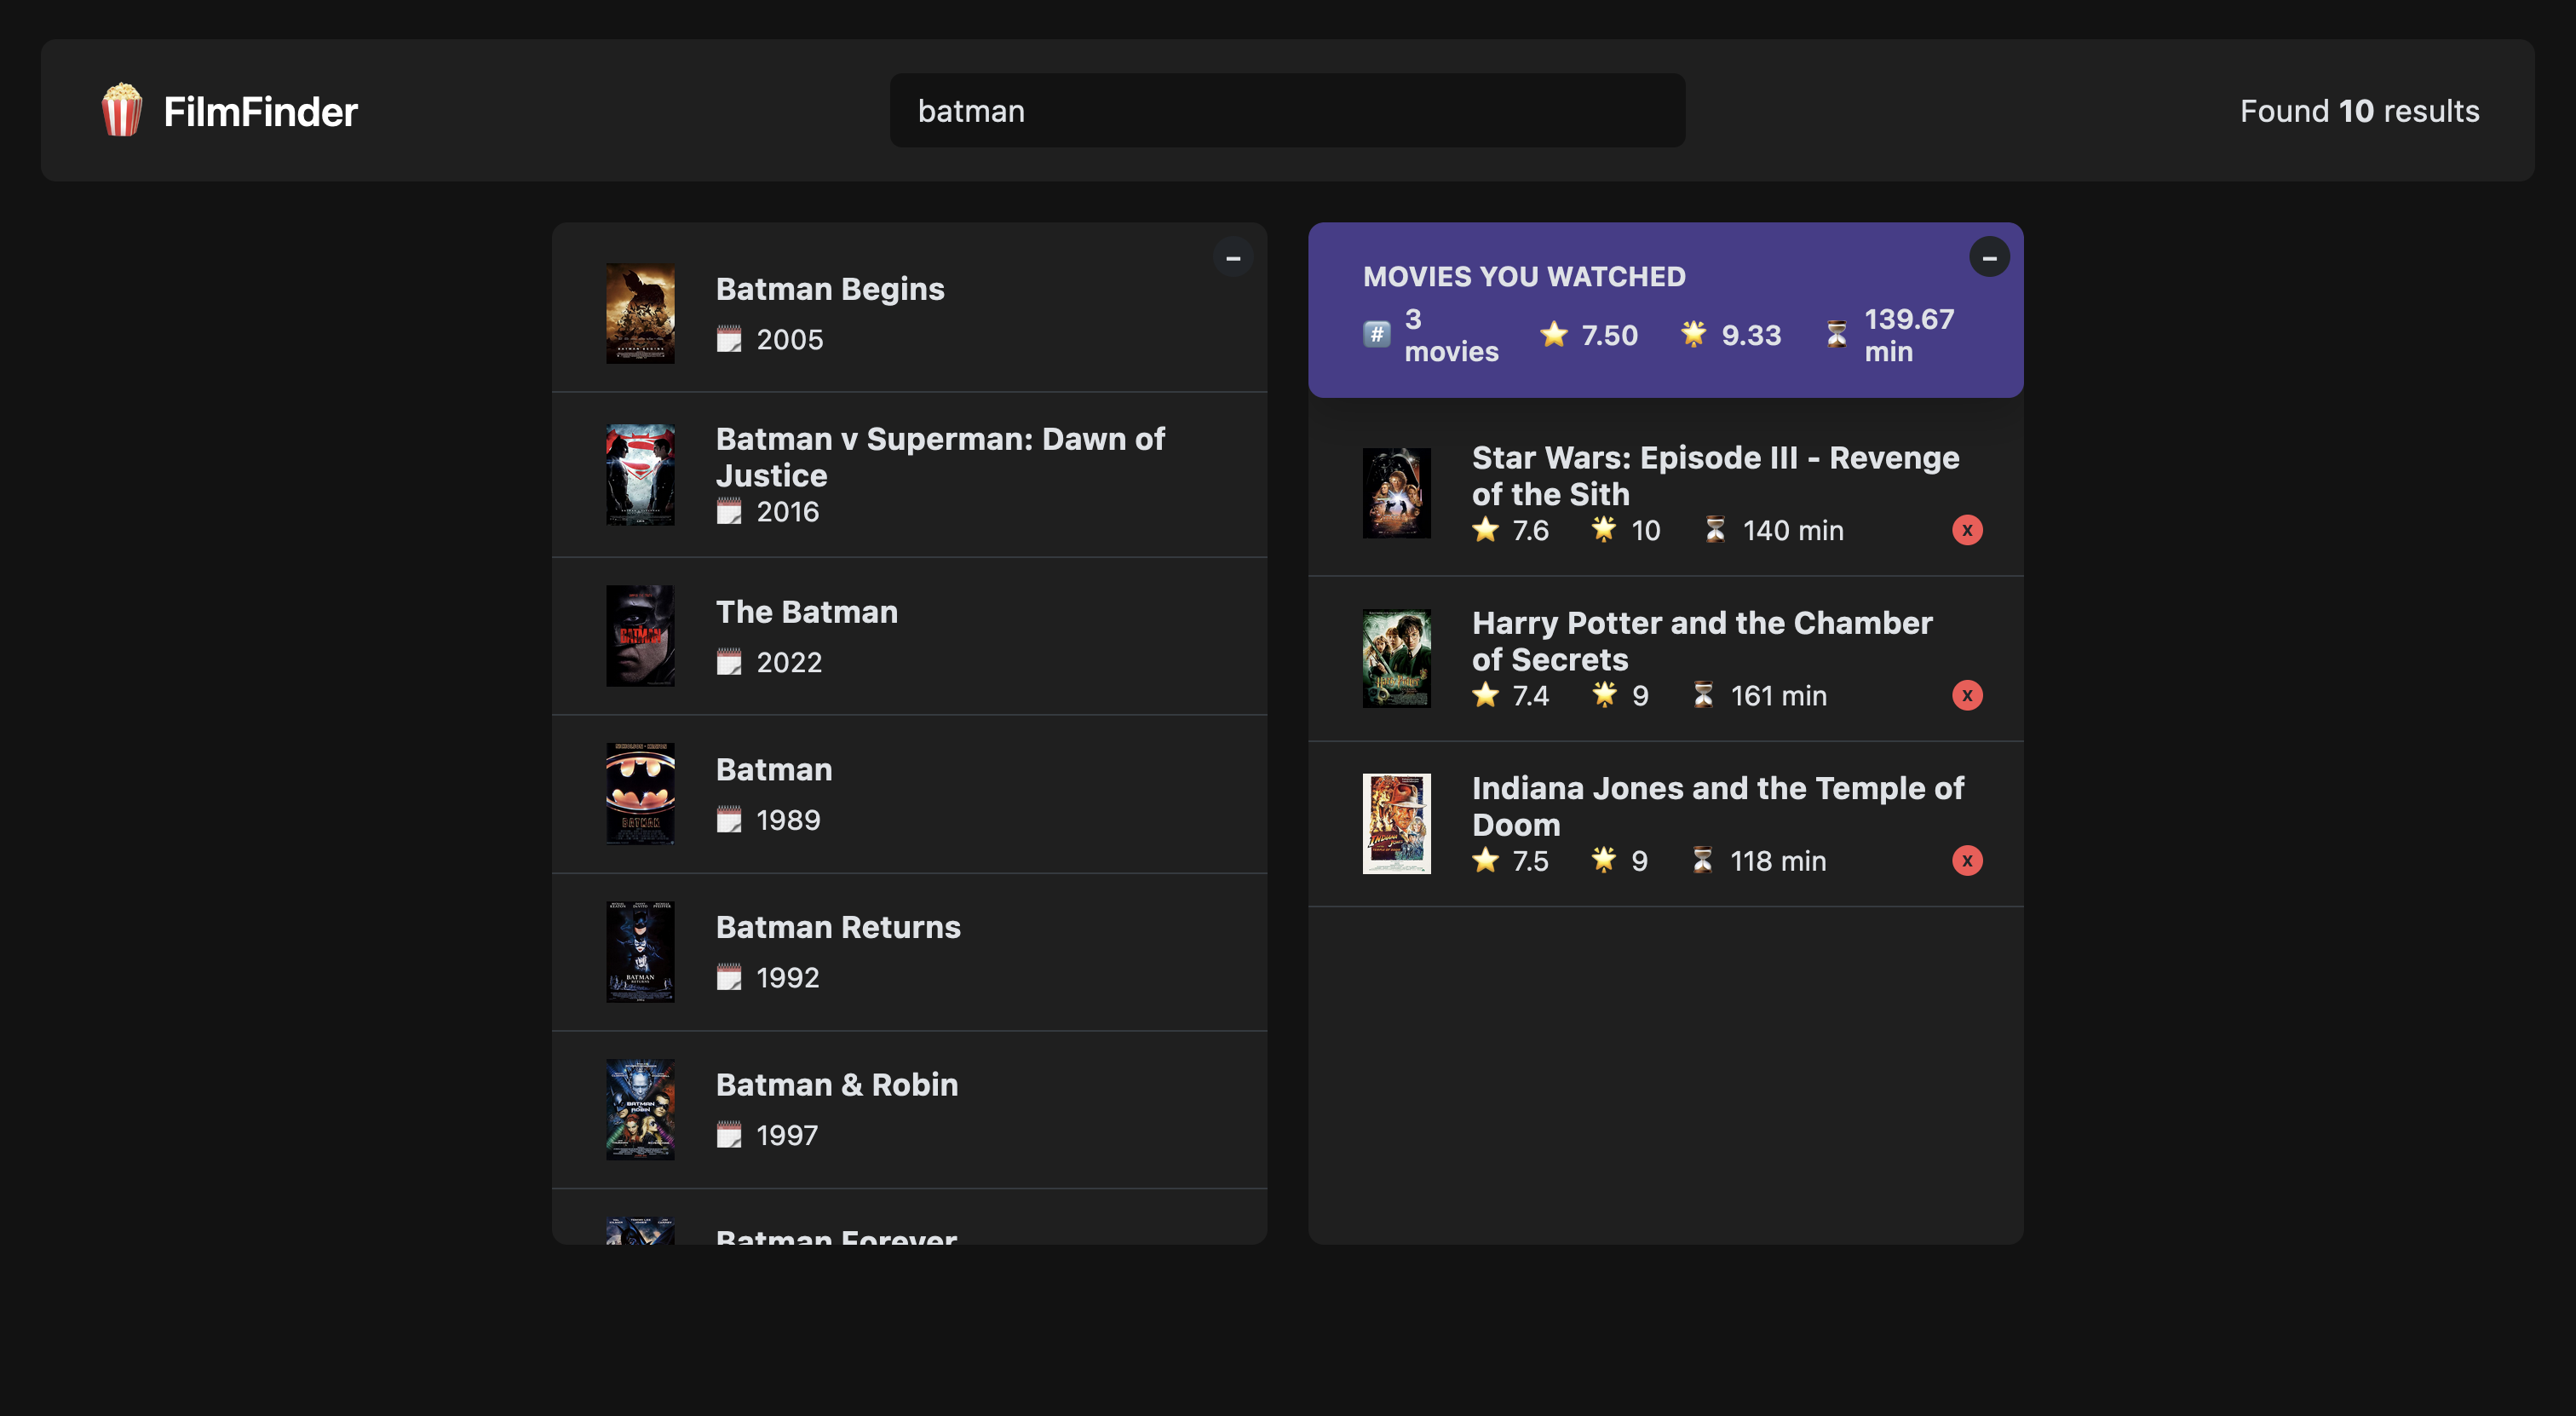 FilmFinder
batman
Found 10 results
–
Batman Begins
2005
Batman v Superman: Dawn of
Justice
2016
The Batman
2022
Batman
1989
Batman Returns
1992
Batman & Robin
1997
Batman Forever
–
MOVIES YOU WATCHED
# 3
movies
7.50
9.33
139.67
min
Star Wars: Episode III - Revenge
of the Sith
7.6 10 140 min x
Harry Potter and the Chamber
of Secrets
7.4 9 161 min x
Indiana Jones and the Temple of
Doom
7.5 9 118 min x